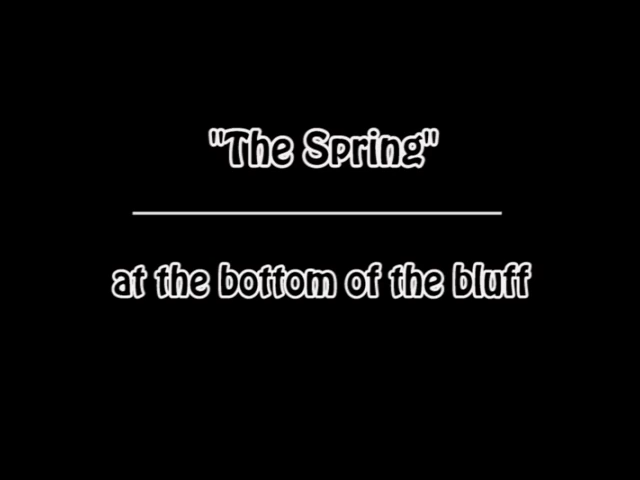 "The Spring"
at the bottom of the bluff